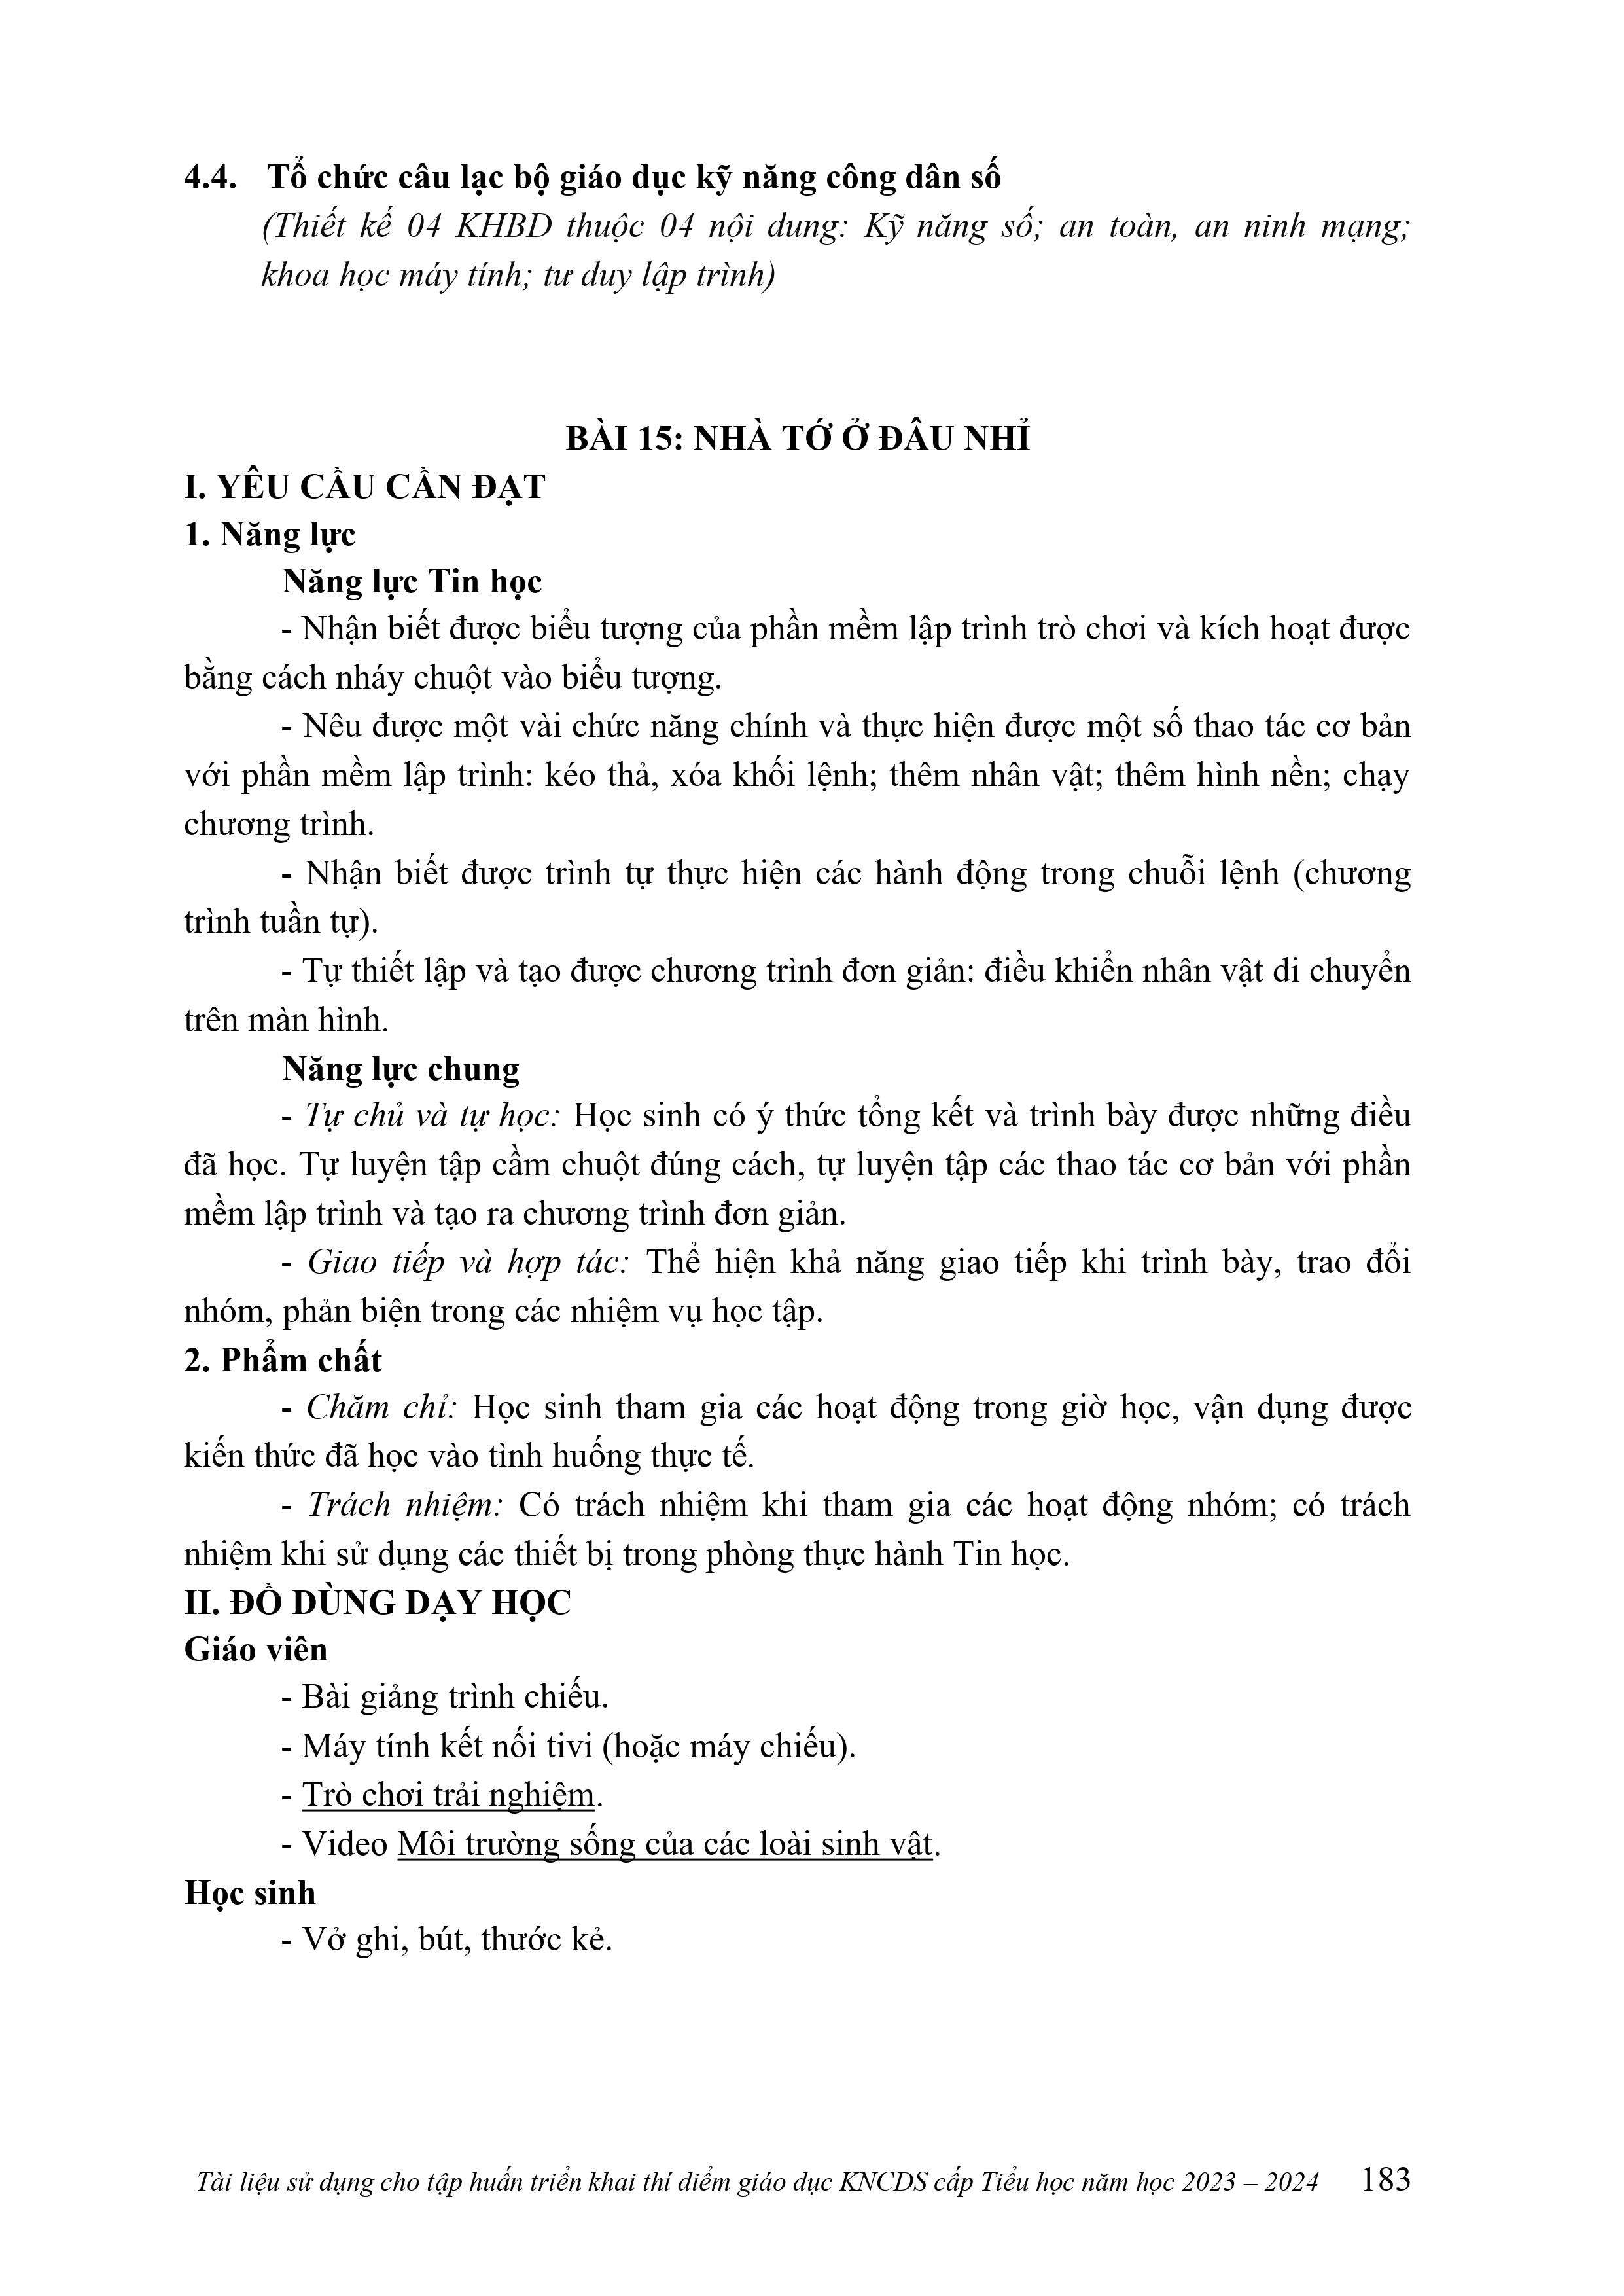 4.4. Tổ chức câu lạc bộ giáo dục kỹ năng công dân số
(Thiết kế 04 KHBD thuộc 04 nội dung: Kỹ năng số; an toàn, an ninh mạng;
khoa học máy tính; tư duy lập trình)
BÀI 15: NHÀ TỚ Ở ĐÂU NHỈ
I. YÊU CẦU CẦN ĐẠT
1. Năng lực
Năng lực Tin học
- Nhận biết được biểu tượng của phần mềm lập trình trò chơi và kích hoạt được
bằng cách nháy chuột vào biểu tượng.
- Nêu được một vài chức năng chính và thực hiện được một số thao tác cơ bản
với phần mềm lập trình: kéo thả, xóa khối lệnh; thêm nhân vật; thêm hình nền; chạy
chương trình.
- Nhận biết được trình tự thực hiện các hành động trong chuỗi lệnh (chương
trình tuần tự).
- Tự thiết lập và tạo được chương trình đơn giản: điều khiển nhân vật di chuyển
trên màn hình.
Năng lực chung
- Tự chủ và tự học: Học sinh có ý thức tổng kết và trình bày được những điều
đã học. Tự luyện tập cầm chuột đúng cách, tự luyện tập các thao tác cơ bản với phần
mềm lập trình và tạo ra chương trình đơn giản.
- Giao tiếp và hợp tác: Thể hiện khả năng giao tiếp khi trình bày, trao đổi
nhóm, phản biện trong các nhiệm vụ học tập.
2. Phẩm chất
- Chăm chỉ: Học sinh tham gia các hoạt động trong giờ học, vận dụng được
kiến thức đã học vào tình huống thực tế.
- Trách nhiệm: Có trách nhiệm khi tham gia các hoạt động nhóm; có trách
nhiệm khi sử dụng các thiết bị trong phòng thực hành Tin học.
II. ĐỒ DÙNG DẠY HỌC
Giáo viên
- Bài giảng trình chiếu.
- Máy tính kết nối tivi (hoặc máy chiếu).
- Trò chơi trải nghiệm.
- Video Môi trường sống của các loài sinh vật.
Học sinh
- Vở ghi, bút, thước kẻ.
Tài liệu sử dụng cho tập huấn triển khai thí điểm giáo dục KNCDS cấp Tiểu học năm học 2023 – 2024 183